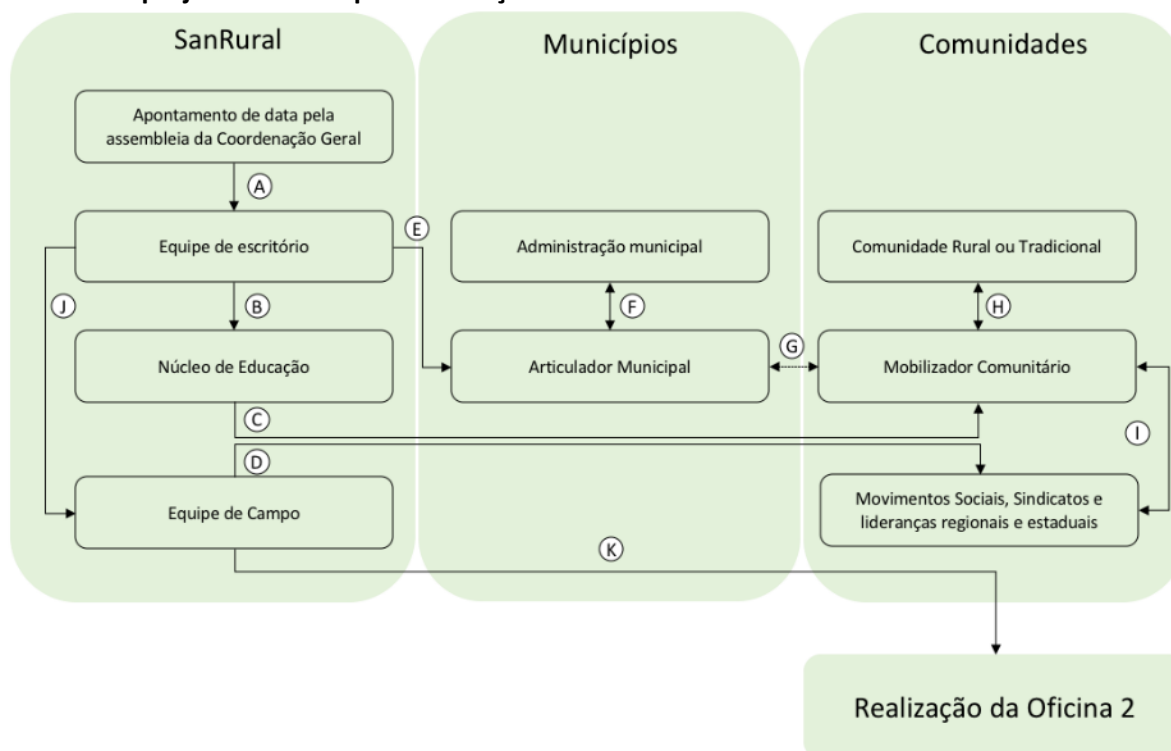 SanRural
Municípios
Comunidades
Apontamento de data pela
assembleia da Coordenação Geral
A
Equipe de escritório
E
Administração municipal
Comunidade Rural ou Tradicional
J
B
F
H
Núcleo de Educação
Articulador Municipal
G
Mobilizador Comunitário
C
I
D
Equipe de Campo
Movimentos Sociais, Sindicatos e
lideranças regionais e estaduais
K
Realização da Oficina 2